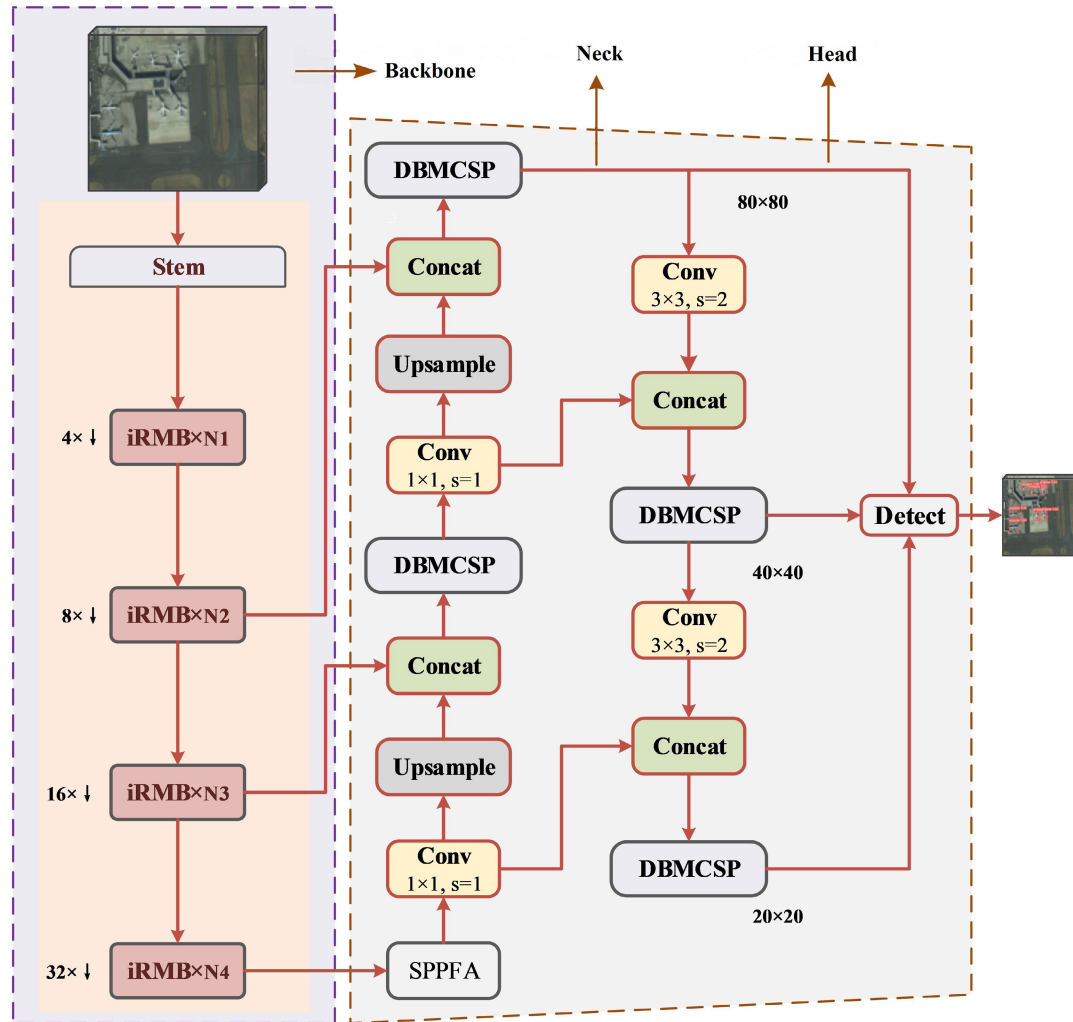 Backbone
Neck
Head
Stem
4× ↓
iRMB×N1
8× ↓
iRMB×N2
16× ↓
iRMB×N3
32× ↓
iRMB×N4
DBMCSP
Concat
Upsample
Conv
1×1, s=1
DBMCSP
Concat
Upsample
Conv
1×1, s=1
SPPFA
80×80
Conv
3×3, s=2
Concat
DBMCSP
40×40
Conv
3×3, s=2
Concat
DBMCSP
20×20
Detect